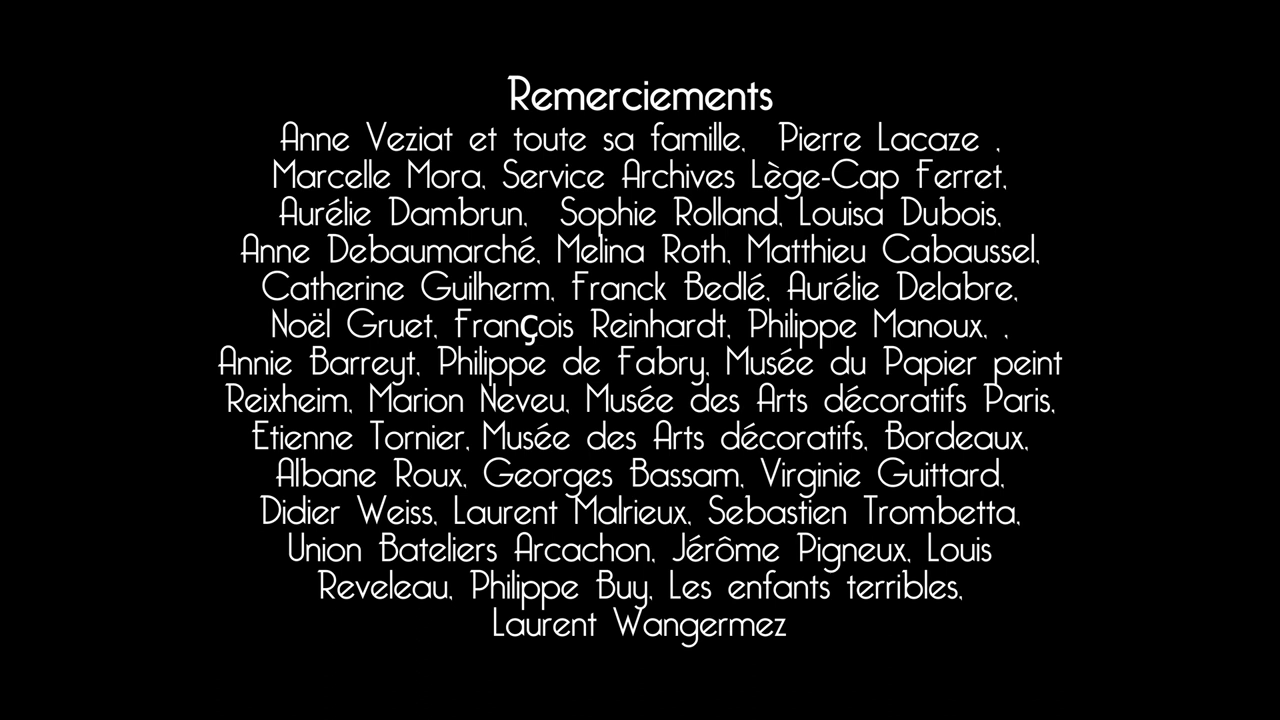 Remerciements
Anne Veziat et toute sa famille,  Pierre Lacaze ,
Marcelle Mora, Service Archives Lège-Cap Ferret,
Aurélie Dambrun,  Sophie Rolland, Louisa Dubois,
Anne Debaumarché, Melina Roth, Matthieu Cabaussel,
Catherine Guilherm, Franck Bedlé, Aurélie Delabre,
Noël Gruet, François Reinhardt, Philippe Manoux, ,
Annie Barreyt, Philippe de Fabry, Musée du Papier peint
Reixheim, Marion Neveu, Musée des Arts décoratifs Paris,
Etienne Tornier, Musée des Arts décoratifs, Bordeaux,
Albane Roux, Georges Bassam, Virginie Guittard,
Didier Weiss, Laurent Malrieux, Sebastien Trombetta,
Union Bateliers Arcachon, Jérôme Pigneux, Louis
Reveleau, Philippe Buy, Les enfants terribles,
Laurent Wangermez